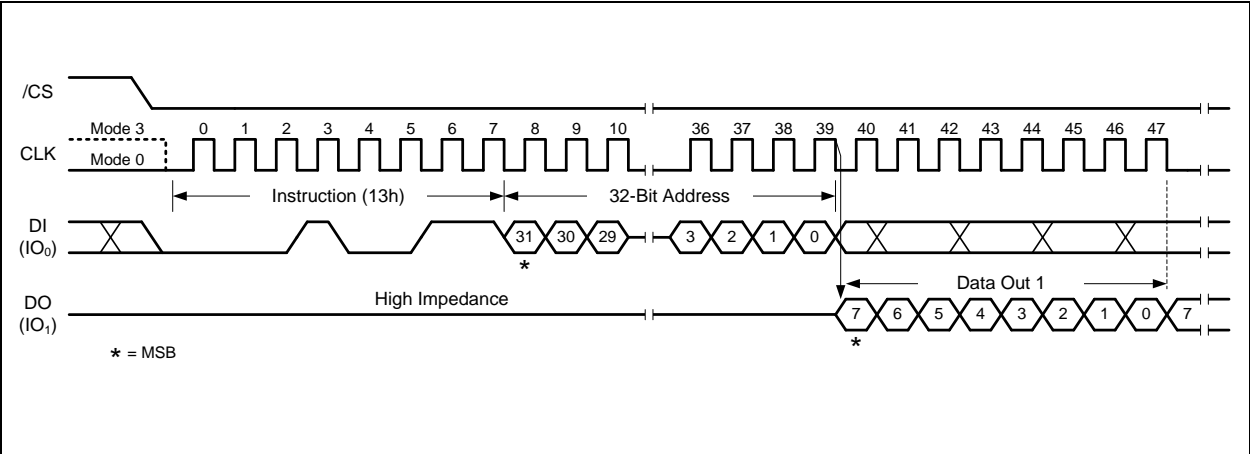 /CS
Mode 3 0 1 2 3 4 5 6 7 8 9 10 36 37 38 39 40 41 42 43 44 45 46 47
CLK
Mode 0
Instruction (13h) 32-Bit Address
DI
(IO₀) 31 30 29 3 2 1 0
*
High Impedance Data Out 1
DO
(IO₁) 7 6 5 4 3 2 1 0 7
*
* = MSB